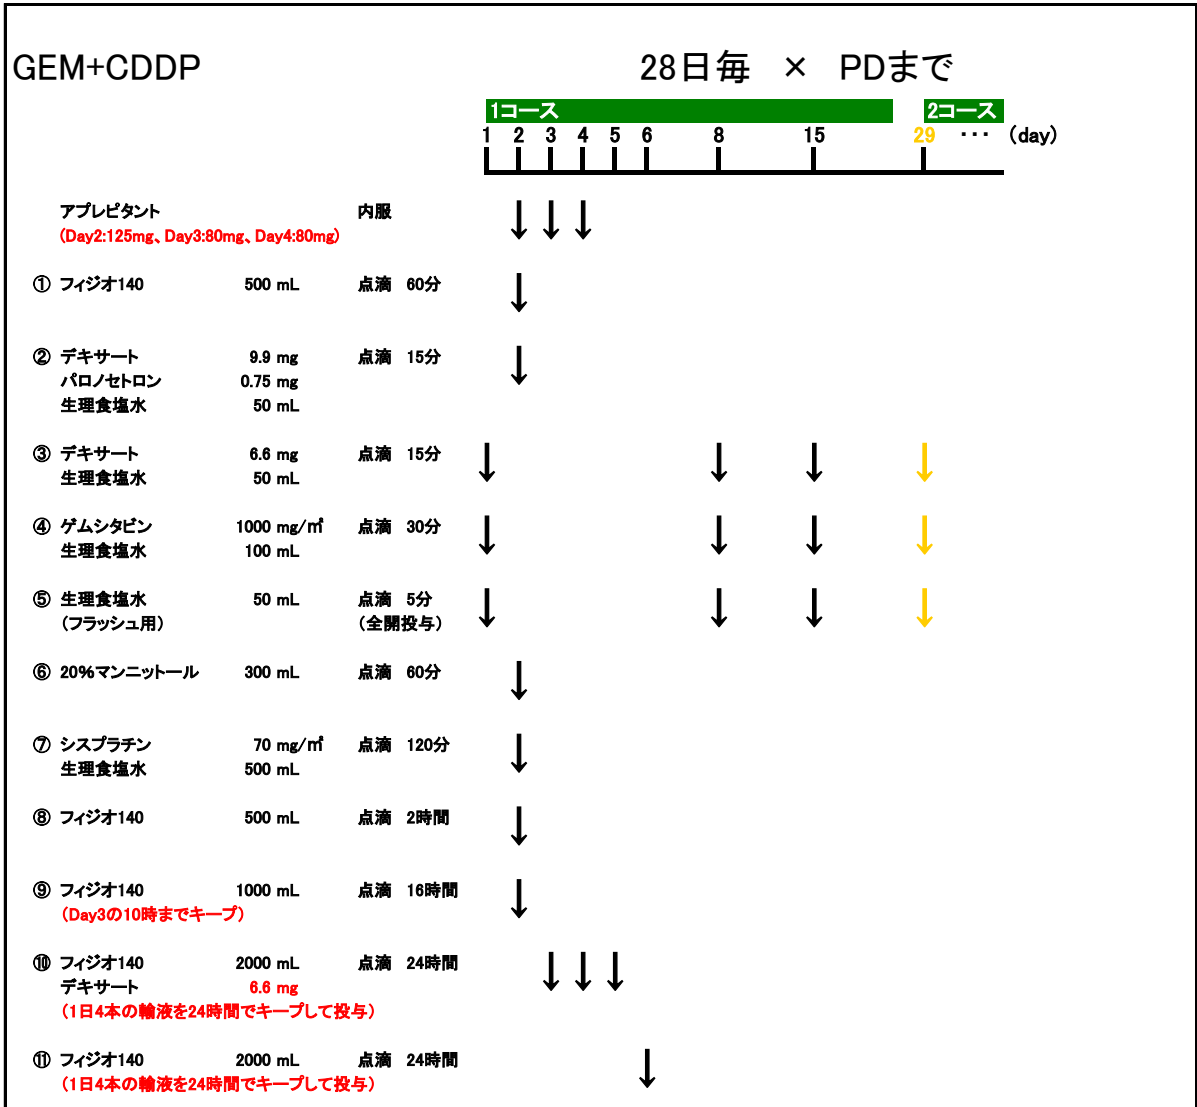 GEM+CDDP 28日毎 × PDまで
1コース 2コース
1 2 3 4 5 6 8 15 29 ･･･ (day)
アプレピタント 内服
(Day2:125mg、Day3:80mg、Day4:80mg)
① フィジオ140 500 mL 点滴 60分
② デキサート 9.9 mg 点滴 15分
パロノセトロン 0.75 mg
生理食塩水 50 mL
③ デキサート 6.6 mg 点滴 15分
生理食塩水 50 mL
④ ゲムシタビン 1000 mg/㎡ 点滴 30分
生理食塩水 100 mL
⑤ 生理食塩水 50 mL 点滴 5分
(フラッシュ用) (全開投与)
⑥ 20%マンニットール 300 mL 点滴 60分
⑦ シスプラチン 70 mg/㎡ 点滴 120分
生理食塩水 500 mL
⑧ フィジオ140 500 mL 点滴 2時間
⑨ フィジオ140 1000 mL 点滴 16時間
(Day3の10時までキープ)
⑩ フィジオ140 2000 mL 点滴 24時間
デキサート 6.6 mg
(1日4本の輸液を24時間でキープして投与)
⑪ フィジオ140 2000 mL 点滴 24時間
(1日4本の輸液を24時間でキープして投与)